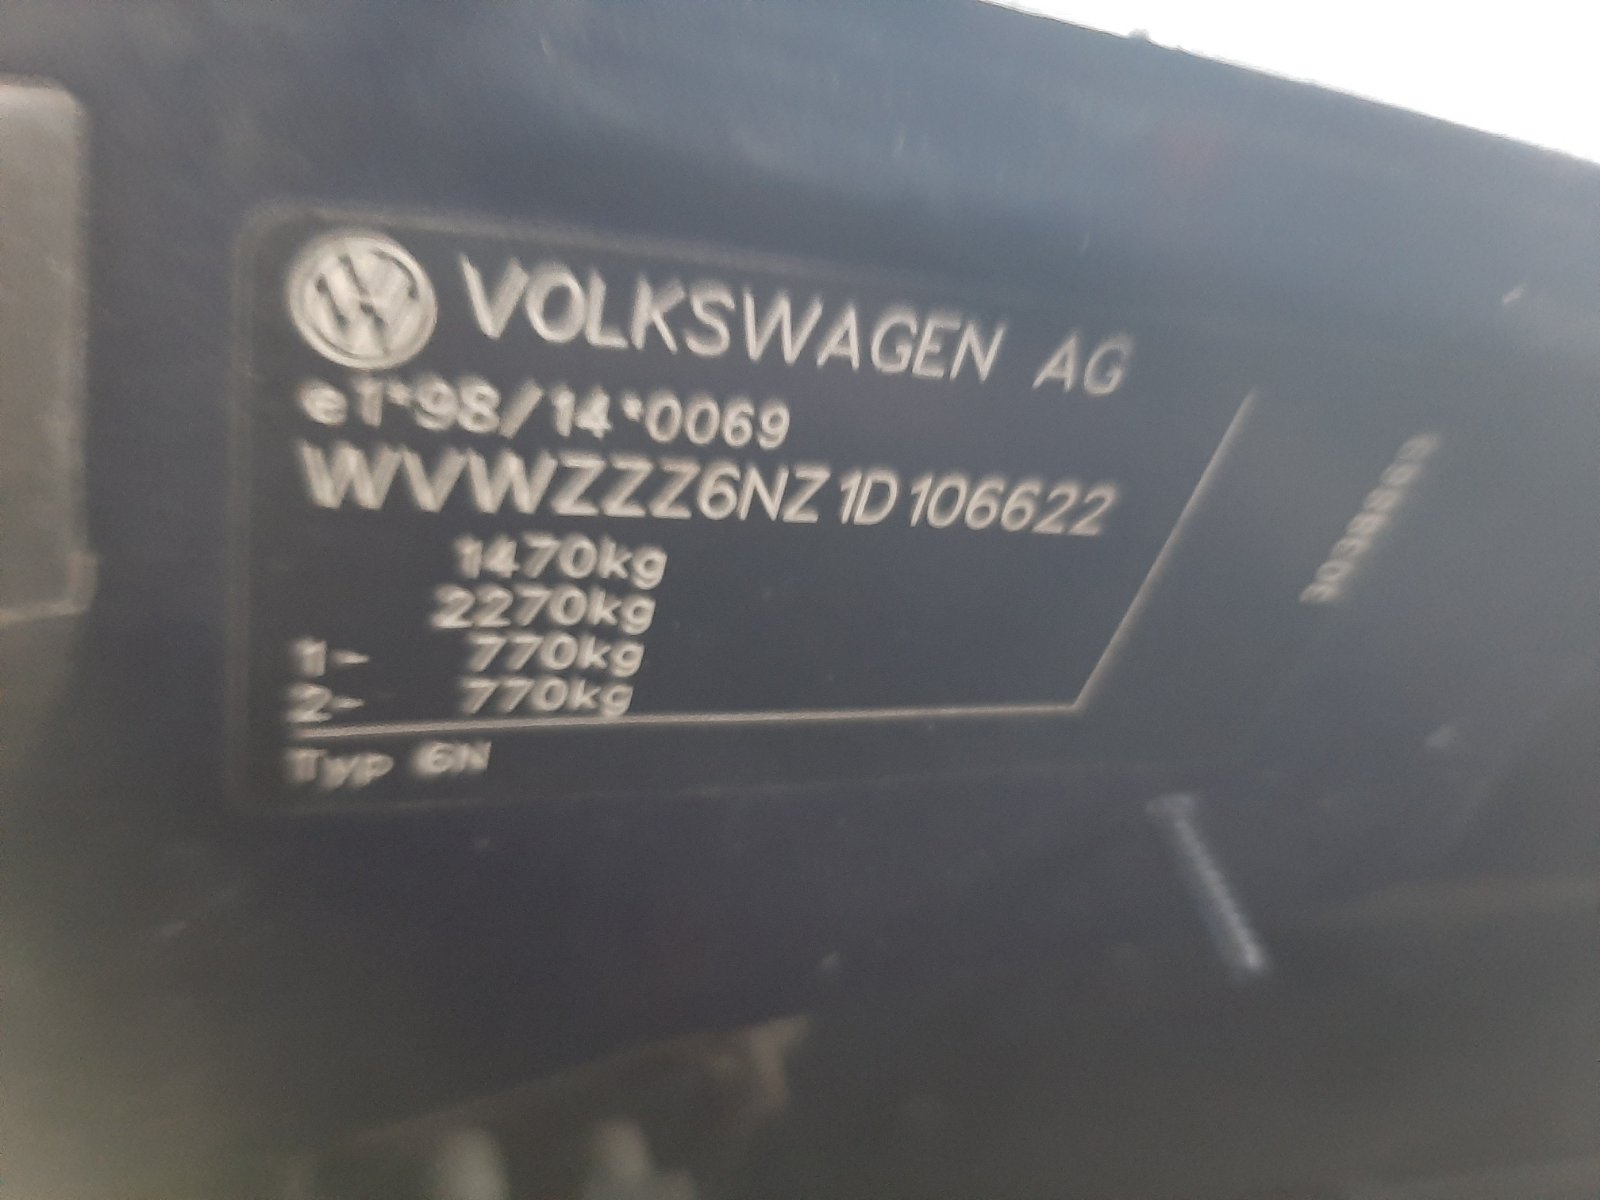 VOLKSWAGEN AG
e1*98/14*0069
WVWZZZ6NZ1D106622
1470kg
2270kg
1- 770kg
2- 770kg
Typ 6N